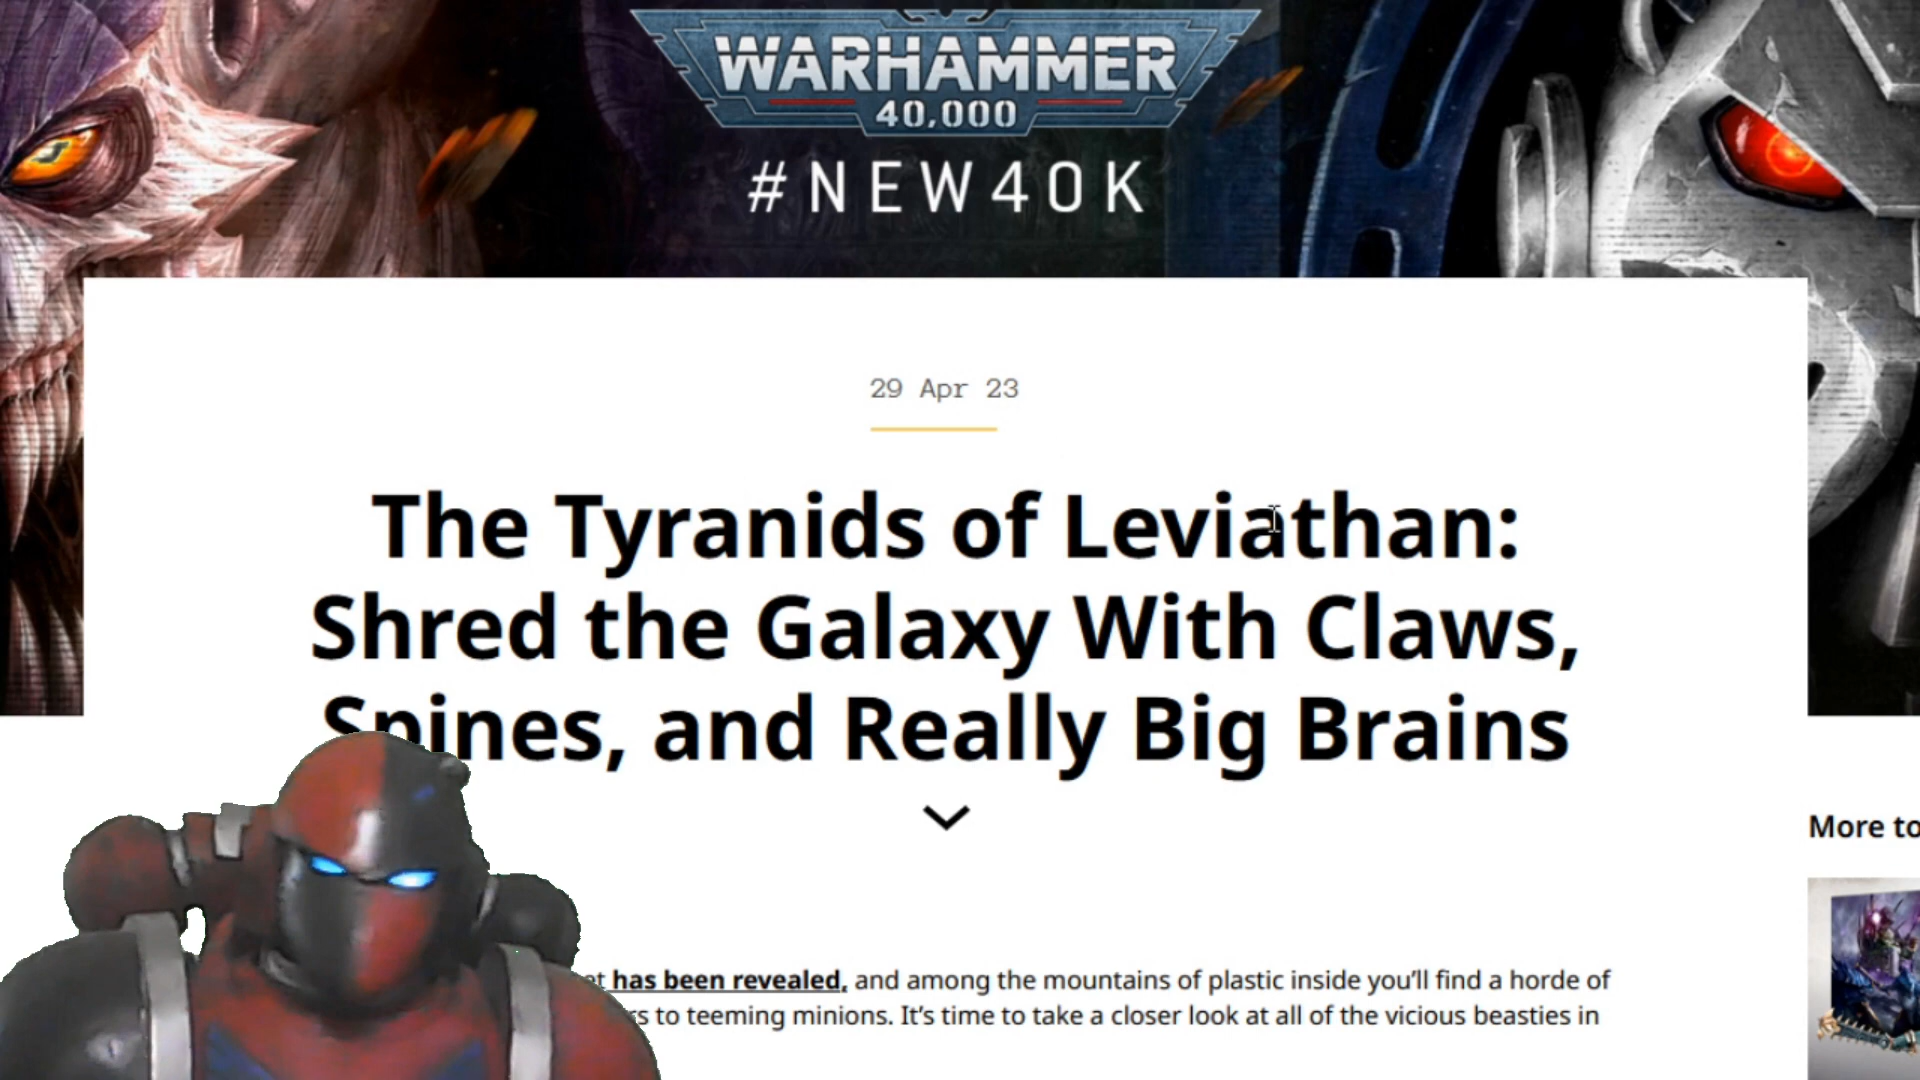 WARHAMMER
40,000
#NEW40K
29 Apr 23
The Tyranids of Leviathan:
Shred the Galaxy With Claws,
Spines, and Really Big Brains
More to
has been revealed, and among the mountains of plastic inside you’ll find a horde of
to teeming minions. It’s time to take a closer look at all of the vicious beasties in